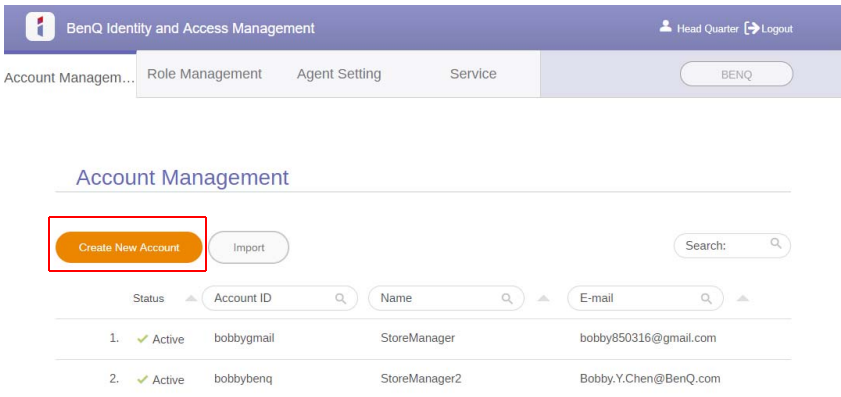 BenQ Identity and Access Management
Head Quarter Logout
Account Managem... Role Management Agent Setting Service BENQ
Account Management
Create New Account Import Search:
Status Account ID Name E-mail
1. Active bobbygmail StoreManager bobby850316@gmail.com
2. Active bobbybenq StoreManager2 Bobby.Y.Chen@BenQ.com